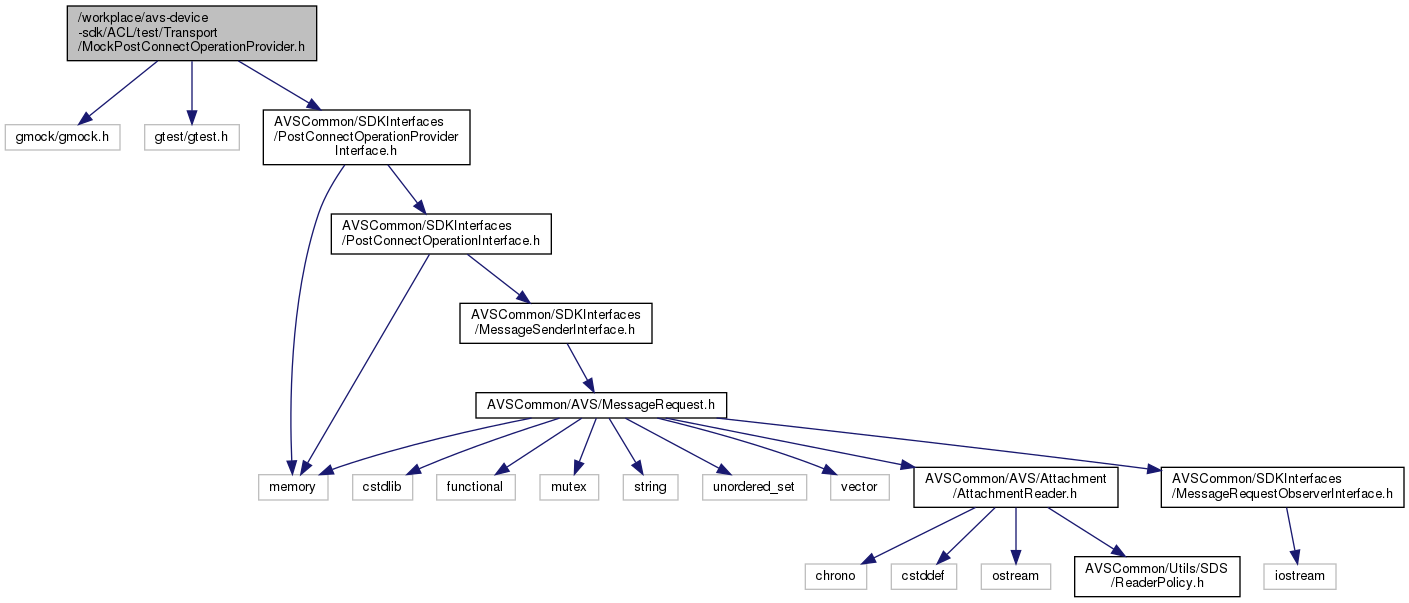 /workplace/avs-device
-sdk/ACL/test/Transport
/MockPostConnectOperationProvider.h
gmock/gmock.h
gtest/gtest.h
AVSCommon/SDKInterfaces
/PostConnectOperationProvider
Interface.h
AVSCommon/SDKInterfaces
/PostConnectOperationInterface.h
AVSCommon/SDKInterfaces
/MessageSenderInterface.h
AVSCommon/AVS/MessageRequest.h
memory
cstdlib
functional
mutex
string
unordered_set
vector
AVSCommon/AVS/Attachment
/AttachmentReader.h
AVSCommon/SDKInterfaces
/MessageRequestObserverInterface.h
chrono
cstddef
ostream
AVSCommon/Utils/SDS
/ReaderPolicy.h
iostream